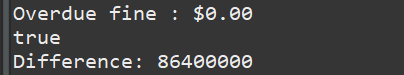 Overdue fine : $0.00
true
Difference: 86400000